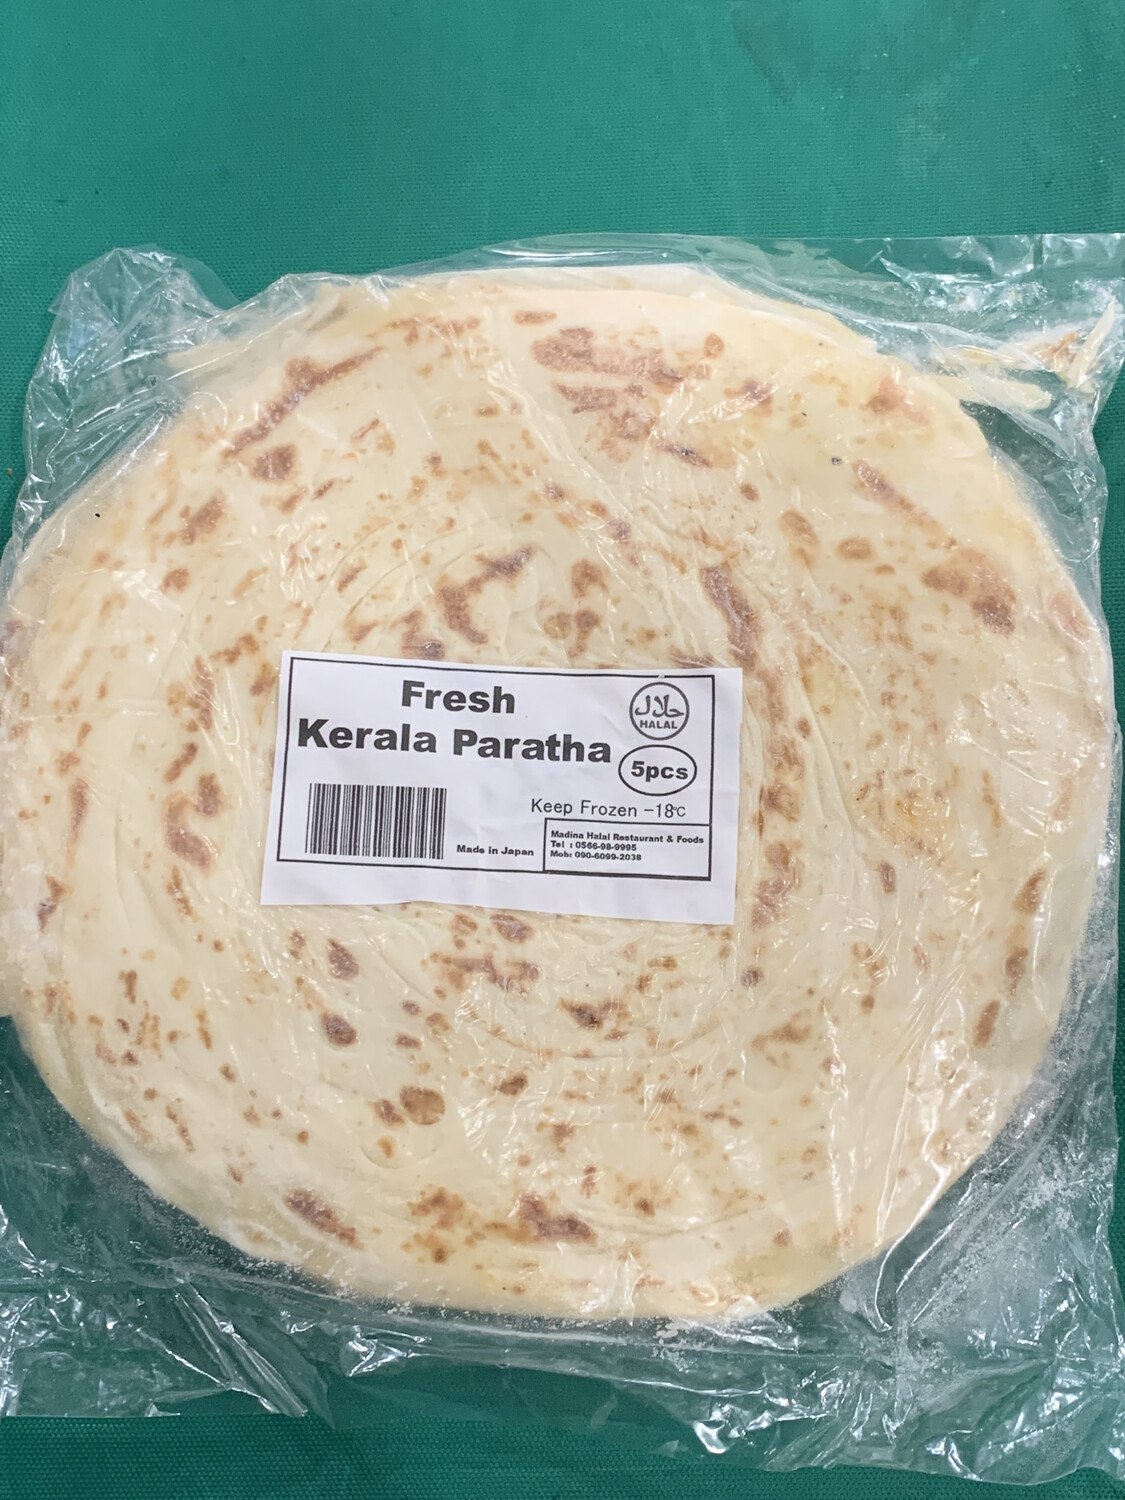 Fresh
Kerala Paratha
حلال
HALAL
5pcs
Keep Frozen -18℃
Made in Japan
Madina Halal Restaurant & Foods
Tel : 0566-98-9995
Mob: 090-6099-2038